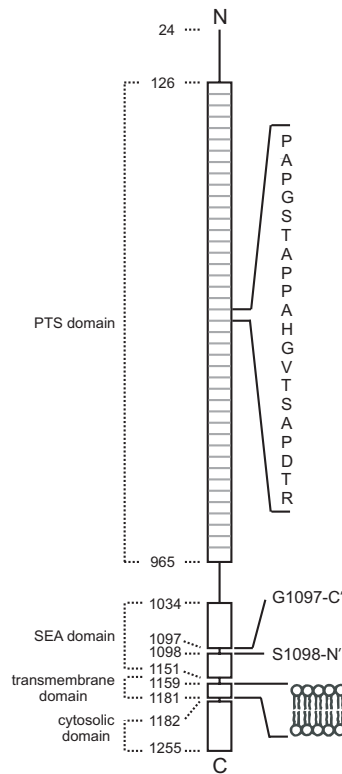 N
24
126
P
A
P
G
S
T
A
P
P
A
H
G
V
T
S
A
P
D
T
R
PTS domain
965
1034
G1097-C'
SEA domain
1097
1098
S1098-N'
1151
transmembrane
domain
1159
1181
cytosolic
domain
1182
1255
C